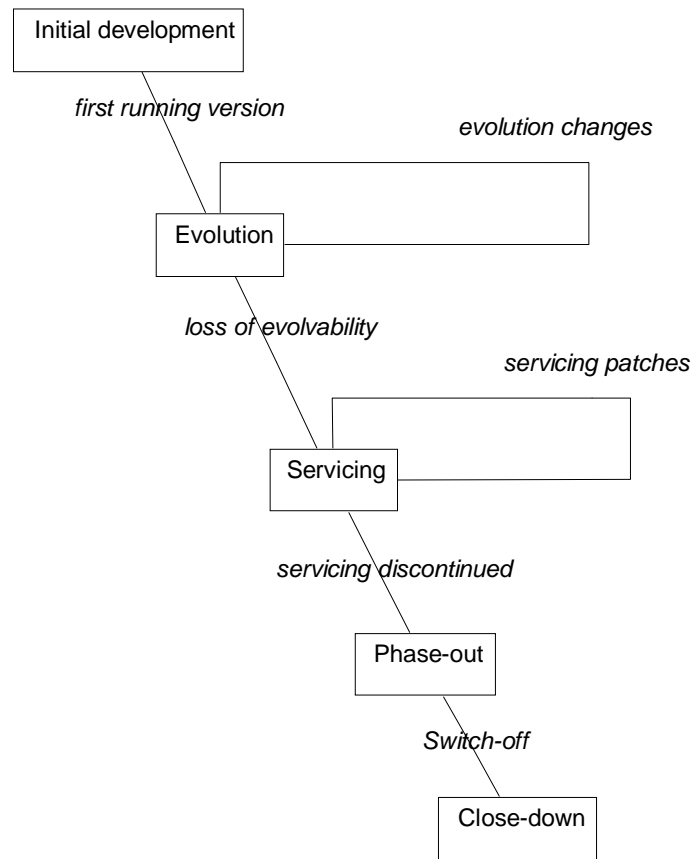 Initial development
first running version
evolution changes
Evolution
loss of evolvability
servicing patches
Servicing
servicing discontinued
Phase-out
Switch-off
Close-down